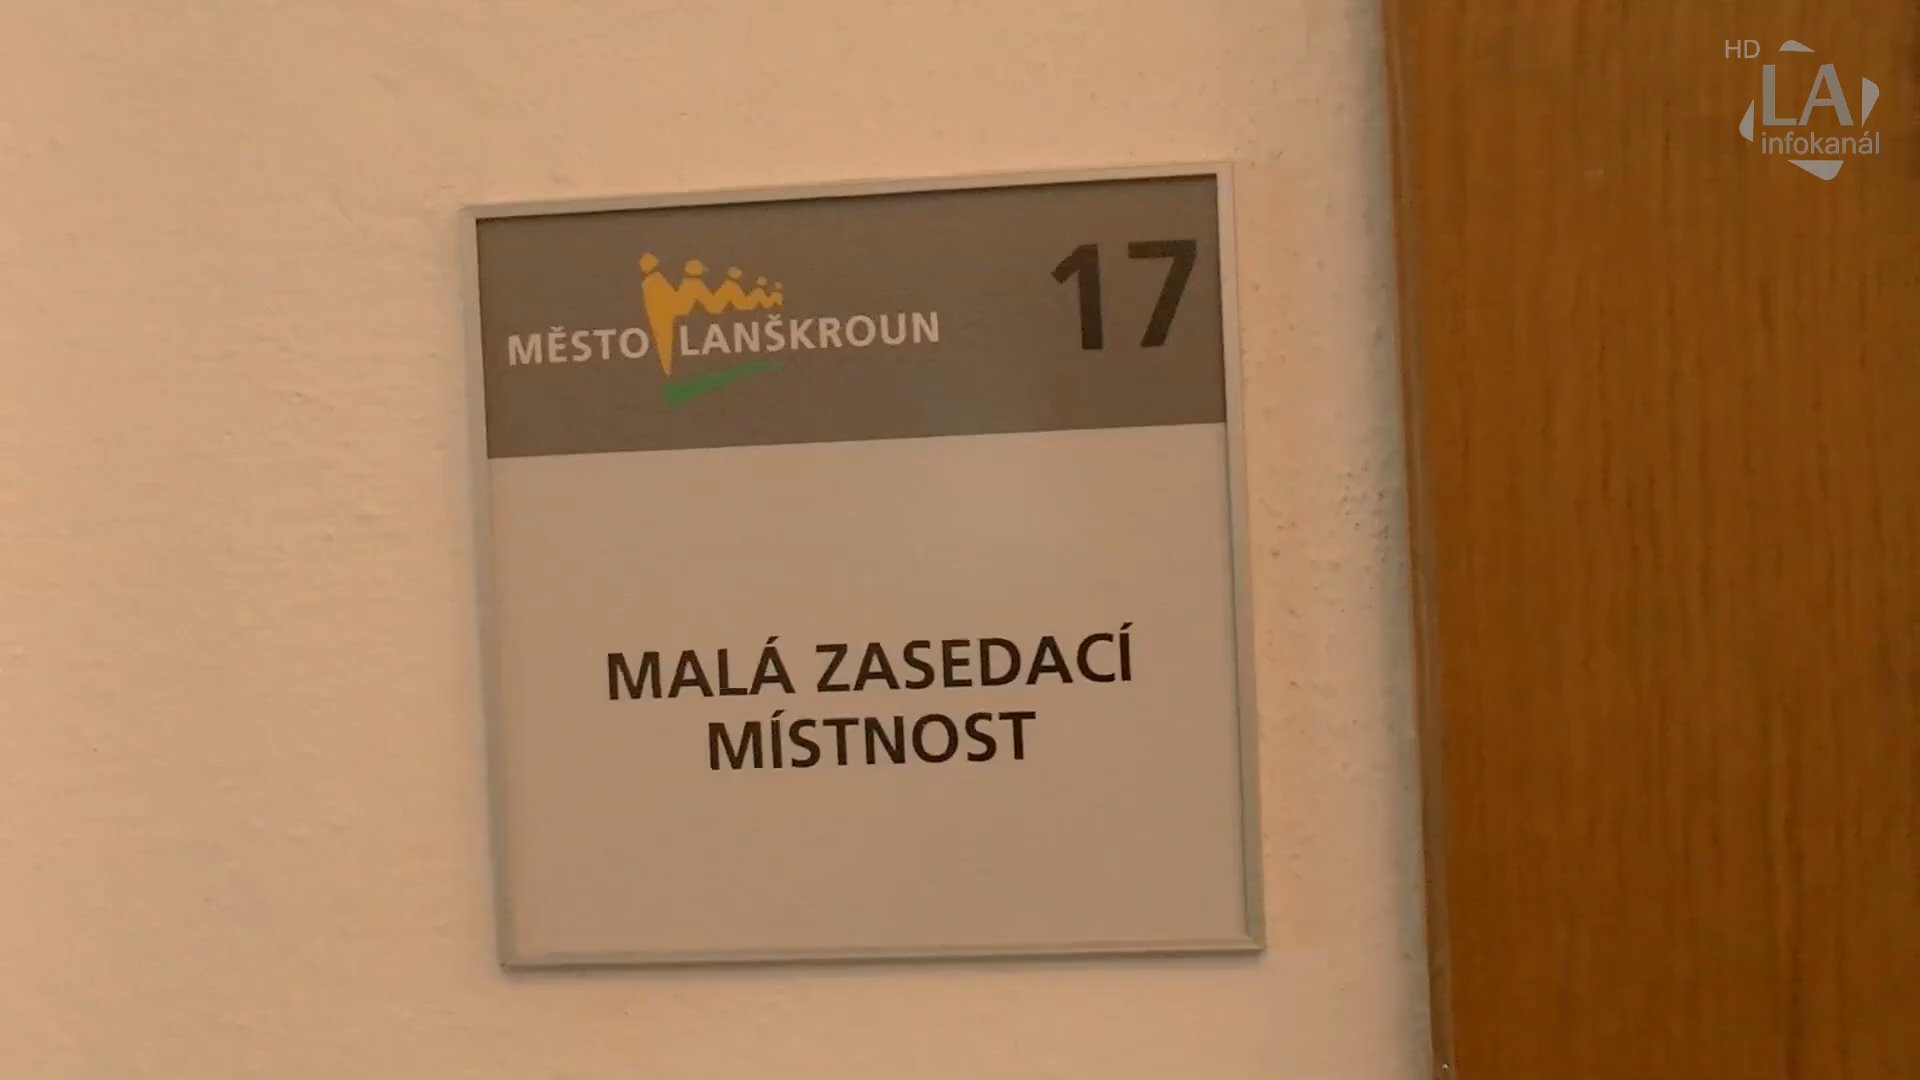 HD
LA
infokanál
MĚSTO LANŠKROUN
17
MALÁ ZASEDACÍ
MÍSTNOST